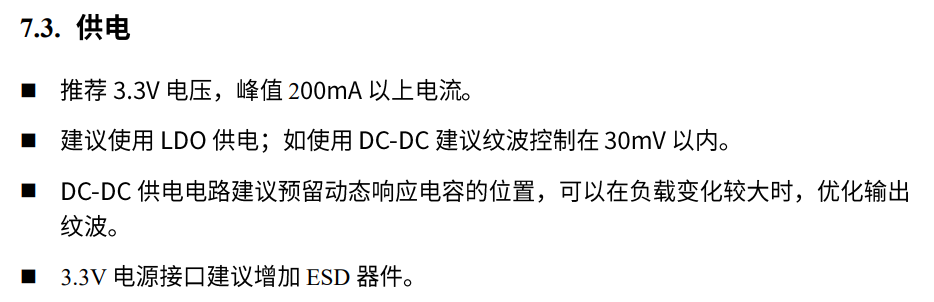 7.3. 供电
■ 推荐 3.3V 电压，峰值 200mA 以上电流。
■ 建议使用 LDO 供电；如使用 DC-DC 建议纹波控制在 30mV 以内。
■ DC-DC 供电电路建议预留动态响应电容的位置，可以在负载变化较大时，优化输出
纹波。
■ 3.3V 电源接口建议增加 ESD 器件。